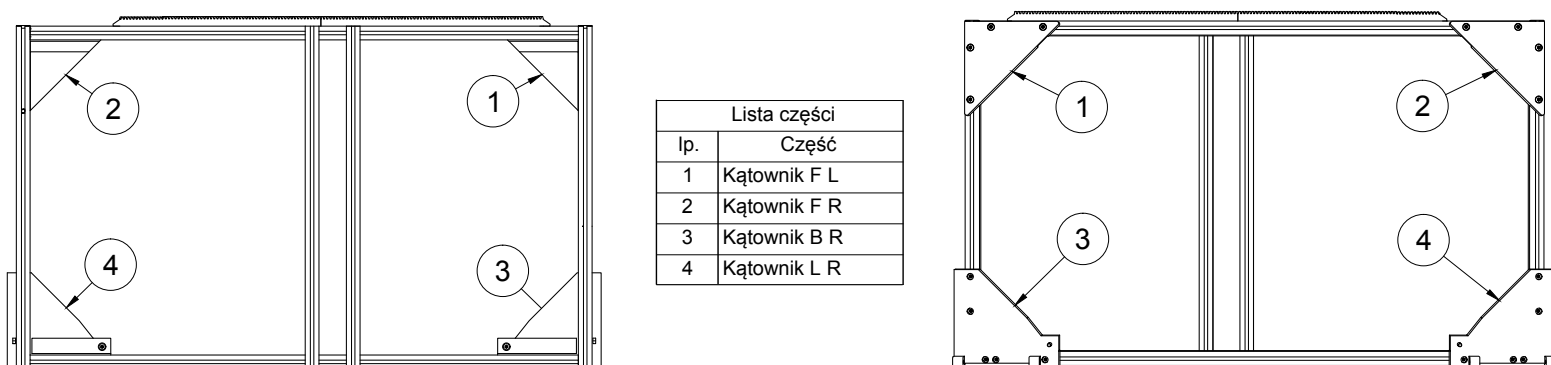 2
1
4
3
Lista części
lp. Część
1 Kątownik F L
2 Kątownik F R
3 Kątownik B R
4 Kątownik L R
1
2
3
4